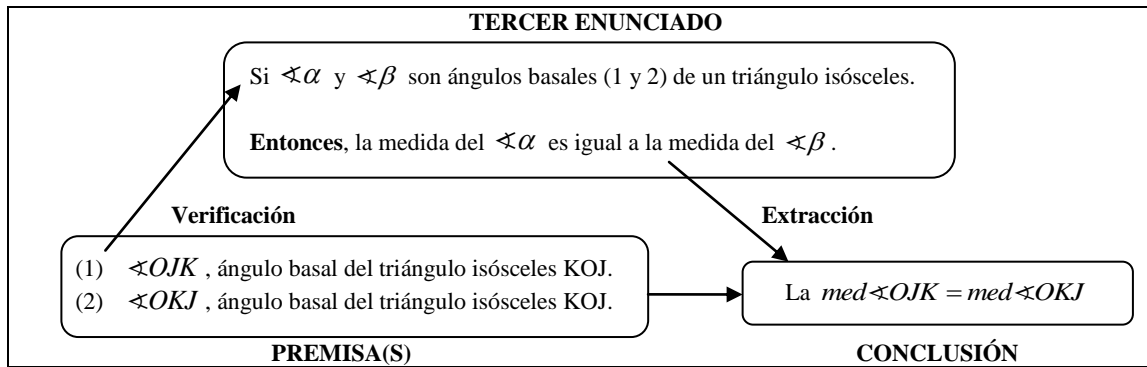 TERCER ENUNCIADO
Si ∢α y ∢β son ángulos basales (1 y 2) de un triángulo isósceles.
Entonces, la medida del ∢α es igual a la medida del ∢β.
Verificación
Extracción
(1) ∢OJK , ángulo basal del triángulo isósceles KOJ.
(2) ∢OKJ , ángulo basal del triángulo isósceles KOJ.
La med∢OJK = med∢OKJ
PREMISA(S)
CONCLUSIÓN